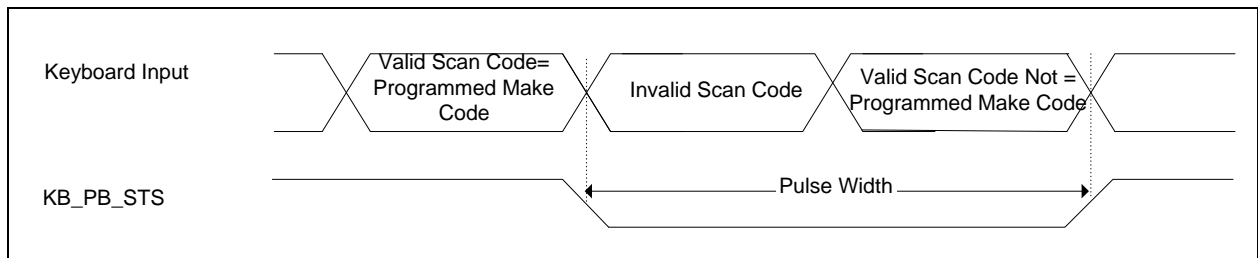 Keyboard Input
Valid Scan Code=
Programmed Make
Code
Invalid Scan Code
Valid Scan Code Not =
Programmed Make Code
KB_PB_STS
Pulse Width